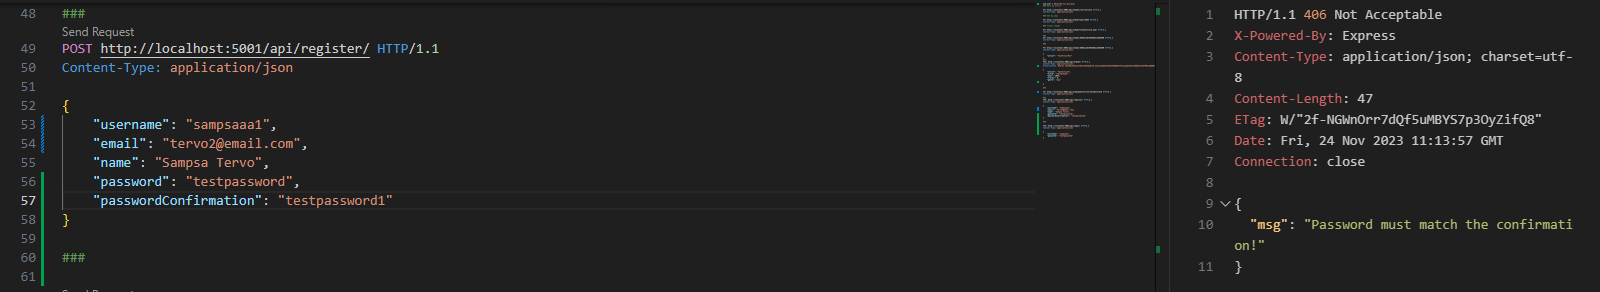 48 ###
Send Request
49 POST http://localhost:5001/api/register/ HTTP/1.1
50 Content-Type: application/json
51
52 {
53 "username": "sampsaaa1",
54 "email": "tervo2@email.com",
55 "name": "Sampsa Tervo",
56 "password": "testpassword",
57 "passwordConfirmation": "testpassword1"
58 }
59
60 ###
61
1 HTTP/1.1 406 Not Acceptable
2 X-Powered-By: Express
3 Content-Type: application/json; charset=utf-
8
4 Content-Length: 47
5 ETag: W/"2f-NGWnOrr7dQf5uMBYS7p3OyZifQ8"
6 Date: Fri, 24 Nov 2023 11:13:57 GMT
7 Connection: close
8
9 {
10 "msg": "Password must match the confirmati
on!"
11 }